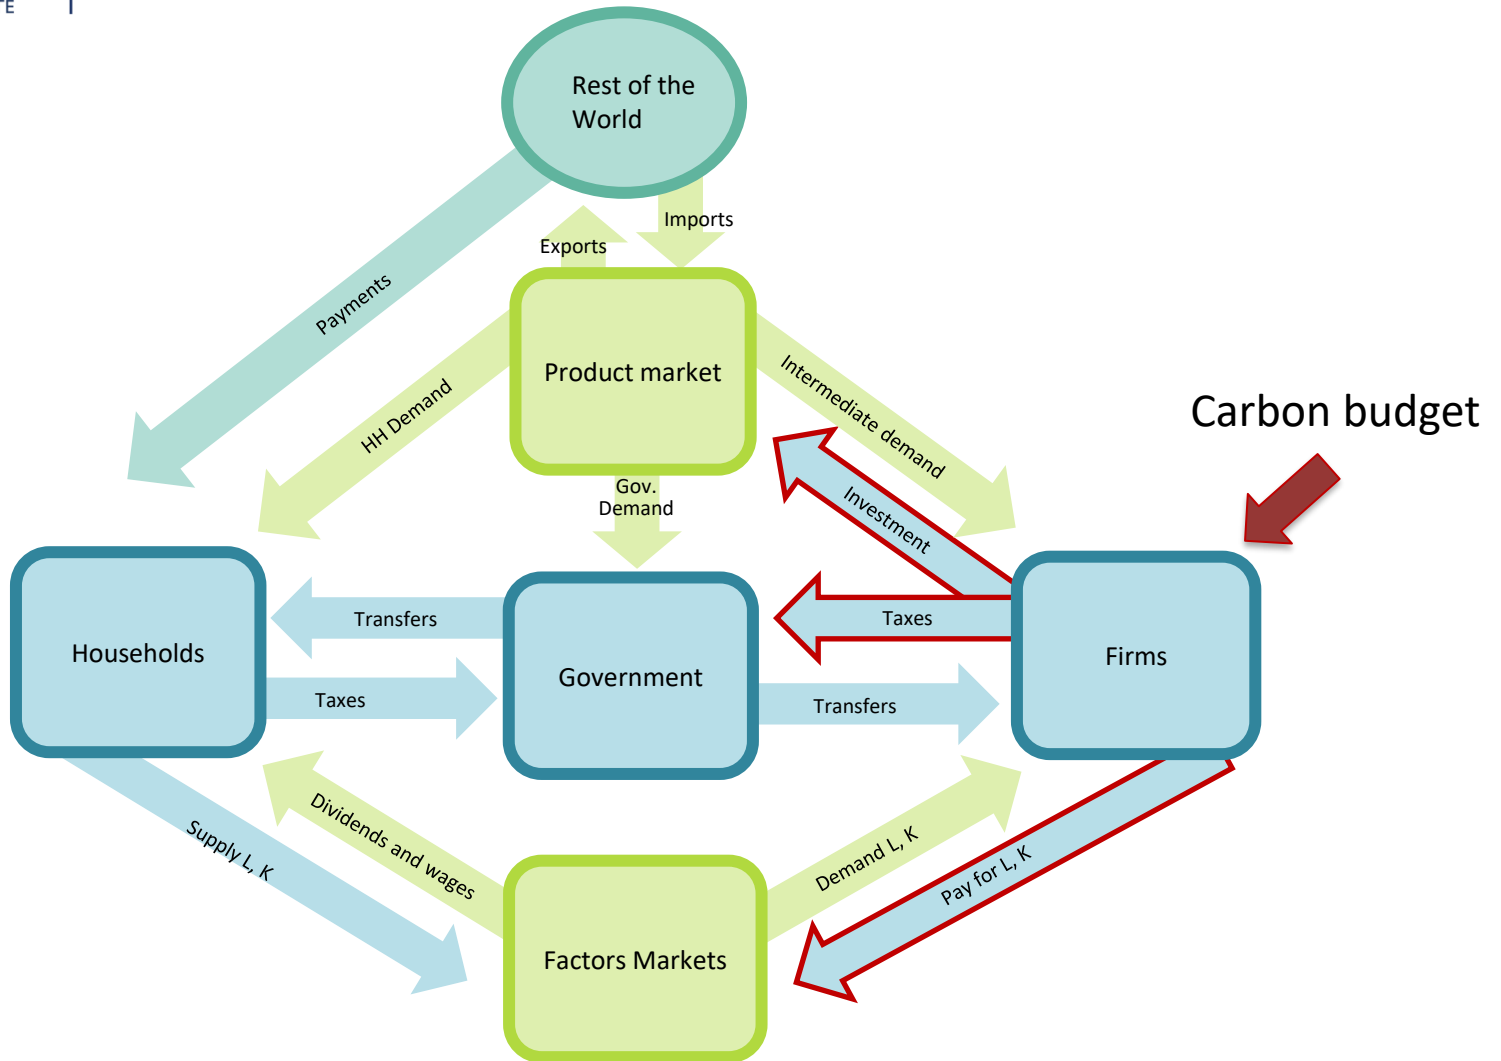 TE
Rest of the
World
Imports
Exports
Payments
Product market
HH Demand
Intermediate demand
Carbon budget
Gov.
Demand
Investment
Transfers
Taxes
Households
Government
Firms
Taxes
Transfers
Dividends and wages
Supply L, K
Demand L, K
Pay for L, K
Factors Markets